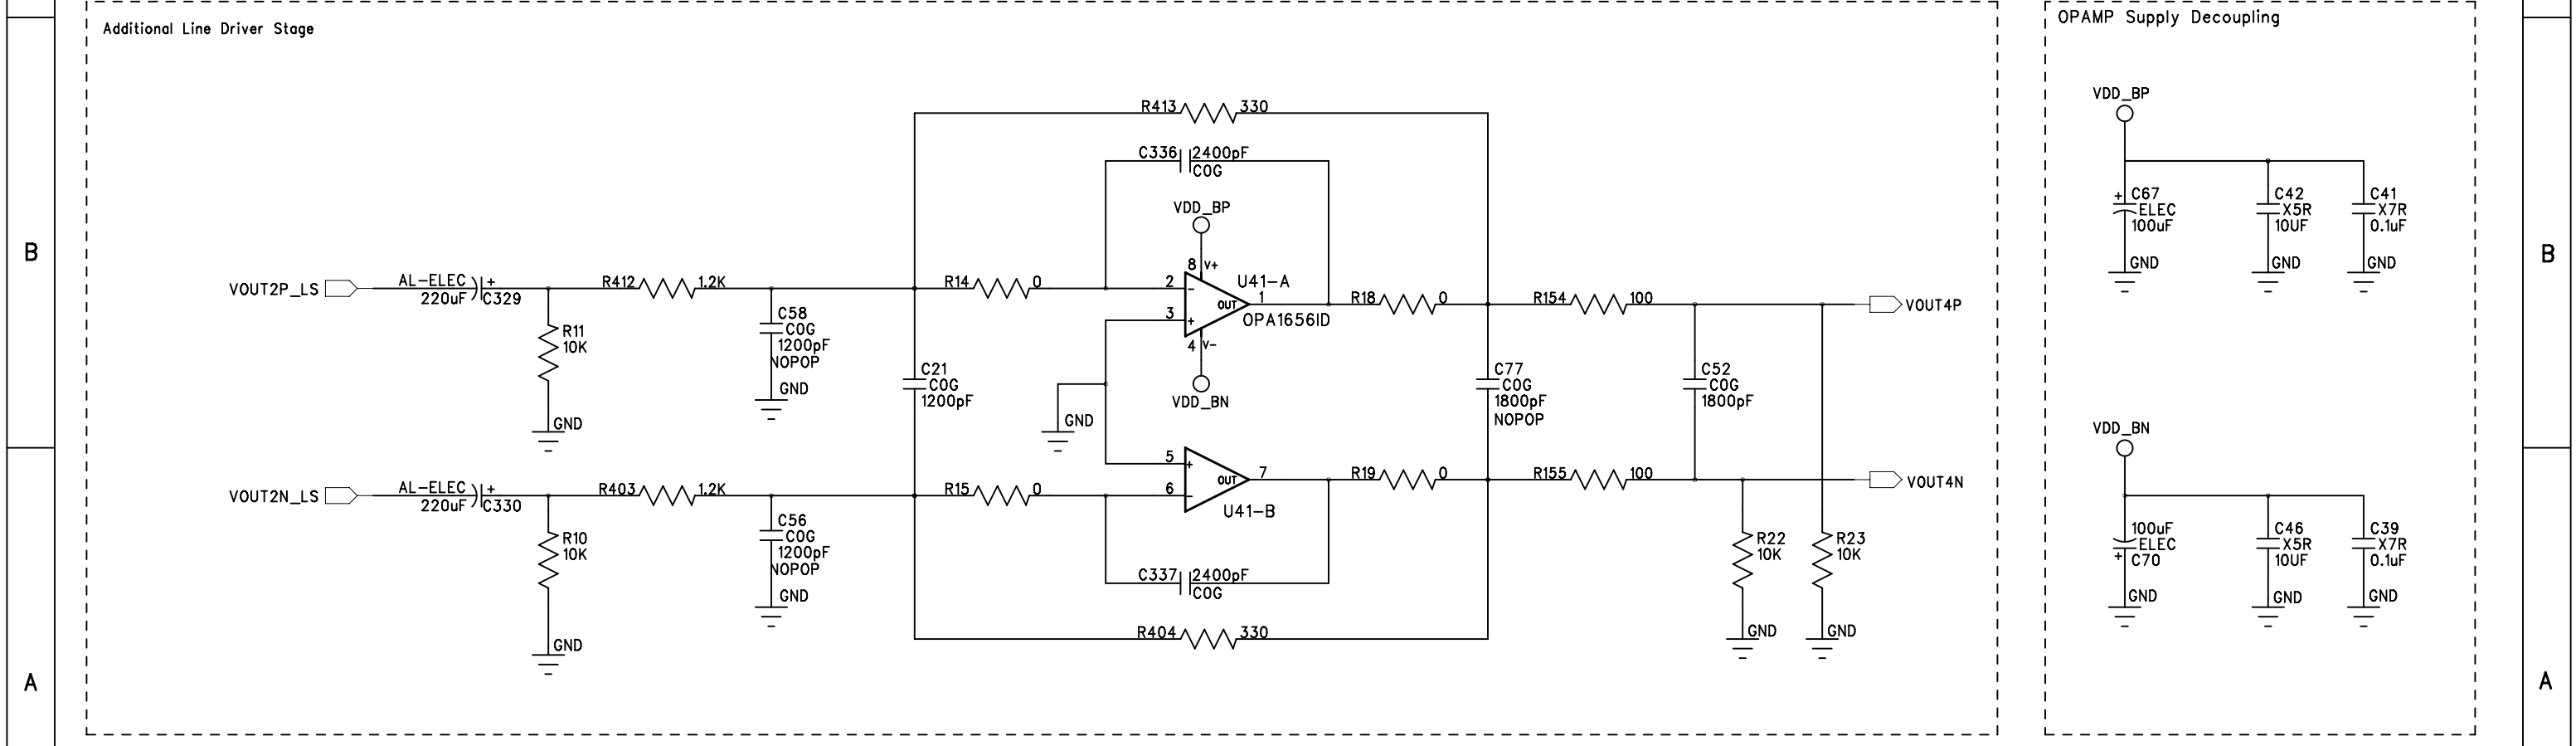 Additional Line Driver Stage
OPAMP Supply Decoupling
R413 330
C336 2400pF
C0G
VDD_BP
8 V+
VOUT2P_LS
AL-ELEC +
220uF C329
R412 1.2K
R14 0
2 -
U41-A
1
OUT
3 +
OPA1656ID
4 V-
R18 0
R154 100
VOUT4P
R11
10K
GND
C58
C0G
1200pF
NOPOP
GND
C21
C0G
1200pF
VDD_BN
GND
C77
C0G
1800pF
NOPOP
C52
C0G
1800pF
5 +
OUT
7
6 -
U41-B
VOUT2N_LS
AL-ELEC +
220uF C330
R403 1.2K
R15 0
R19 0
R155 100
VOUT4N
R10
10K
GND
C56
C0G
1200pF
NOPOP
GND
C337 2400pF
C0G
R404 330
R22
10K
GND
R23
10K
GND
VDD_BP
+ C67
ELEC
100uF
GND
C42
X5R
10UF
GND
C41
X7R
0.1uF
GND
VDD_BN
100uF
ELEC
+ C70
GND
C46
X5R
10UF
GND
C39
X7R
0.1uF
GND
B
A
B
A